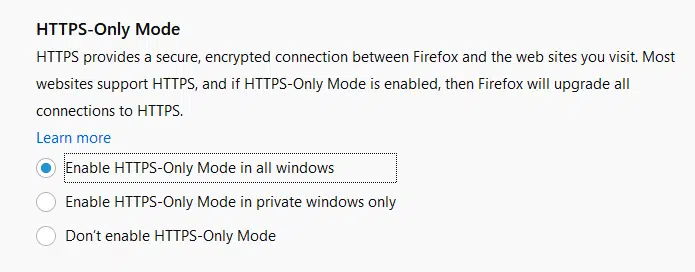 HTTPS-Only Mode
HTTPS provides a secure, encrypted connection between Firefox and the web sites you visit. Most
websites support HTTPS, and if HTTPS-Only Mode is enabled, then Firefox will upgrade all
connections to HTTPS.
Learn more
Enable HTTPS-Only Mode in all windows
Enable HTTPS-Only Mode in private windows only
Don’t enable HTTPS-Only Mode